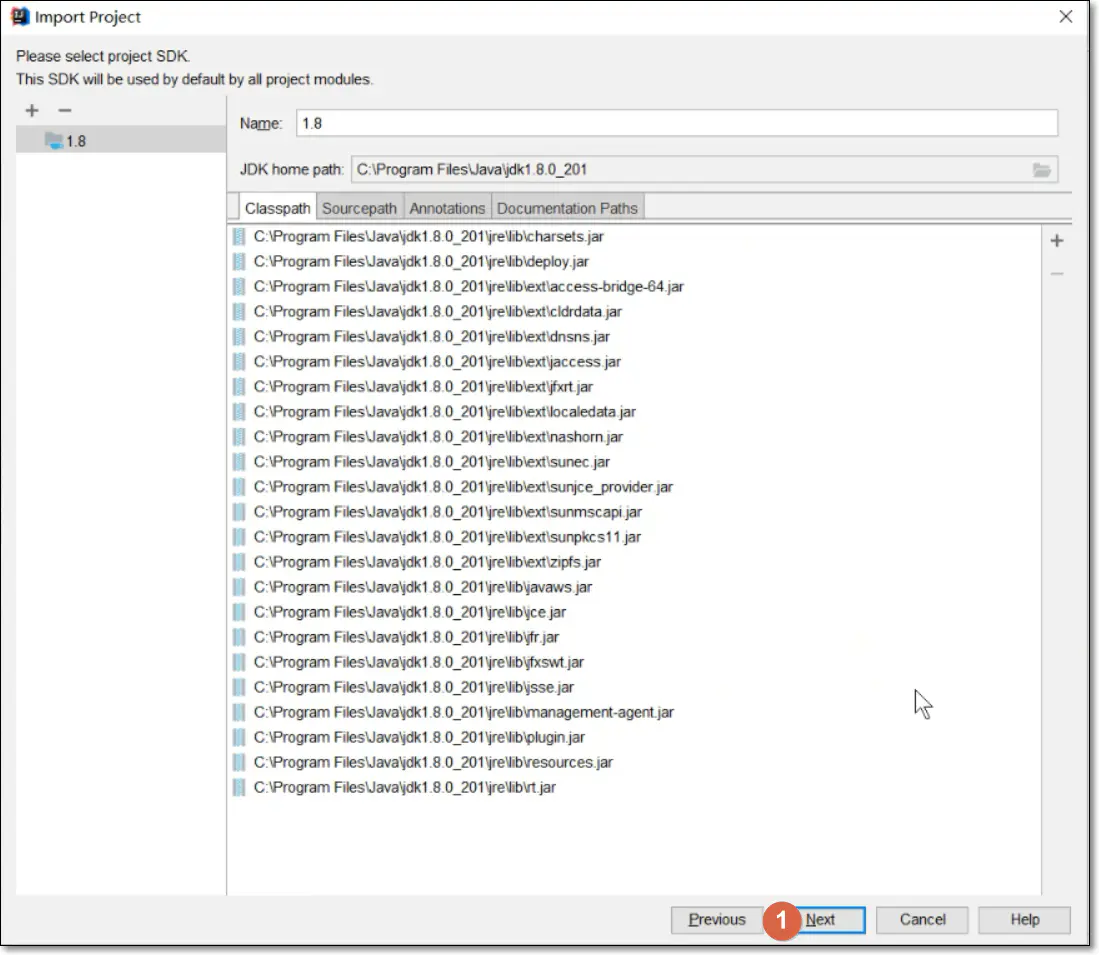 Import Project
Please select project SDK.
This SDK will be used by default by all project modules.
1.8
Name: 1.8
JDK home path: C:\Program Files\Java\jdk1.8.0_201
Classpath Sourcepath Annotations Documentation Paths
C:\Program Files\Java\jdk1.8.0_201\jre\lib\charsets.jar
C:\Program Files\Java\jdk1.8.0_201\jre\lib\deploy.jar
C:\Program Files\Java\jdk1.8.0_201\jre\lib\ext\access-bridge-64.jar
C:\Program Files\Java\jdk1.8.0_201\jre\lib\ext\cldrdata.jar
C:\Program Files\Java\jdk1.8.0_201\jre\lib\ext\dnsns.jar
C:\Program Files\Java\jdk1.8.0_201\jre\lib\ext\jaccess.jar
C:\Program Files\Java\jdk1.8.0_201\jre\lib\ext\jfxrt.jar
C:\Program Files\Java\jdk1.8.0_201\jre\lib\ext\localedata.jar
C:\Program Files\Java\jdk1.8.0_201\jre\lib\ext\nashorn.jar
C:\Program Files\Java\jdk1.8.0_201\jre\lib\ext\sunec.jar
C:\Program Files\Java\jdk1.8.0_201\jre\lib\ext\sunjce_provider.jar
C:\Program Files\Java\jdk1.8.0_201\jre\lib\ext\sunmscapi.jar
C:\Program Files\Java\jdk1.8.0_201\jre\lib\ext\sunpkcs11.jar
C:\Program Files\Java\jdk1.8.0_201\jre\lib\ext\zipfs.jar
C:\Program Files\Java\jdk1.8.0_201\jre\lib\javaws.jar
C:\Program Files\Java\jdk1.8.0_201\jre\lib\jce.jar
C:\Program Files\Java\jdk1.8.0_201\jre\lib\jfr.jar
C:\Program Files\Java\jdk1.8.0_201\jre\lib\jfxswt.jar
C:\Program Files\Java\jdk1.8.0_201\jre\lib\jsse.jar
C:\Program Files\Java\jdk1.8.0_201\jre\lib\management-agent.jar
C:\Program Files\Java\jdk1.8.0_201\jre\lib\plugin.jar
C:\Program Files\Java\jdk1.8.0_201\jre\lib\resources.jar
C:\Program Files\Java\jdk1.8.0_201\jre\lib\rt.jar
Previous 1 Next Cancel Help